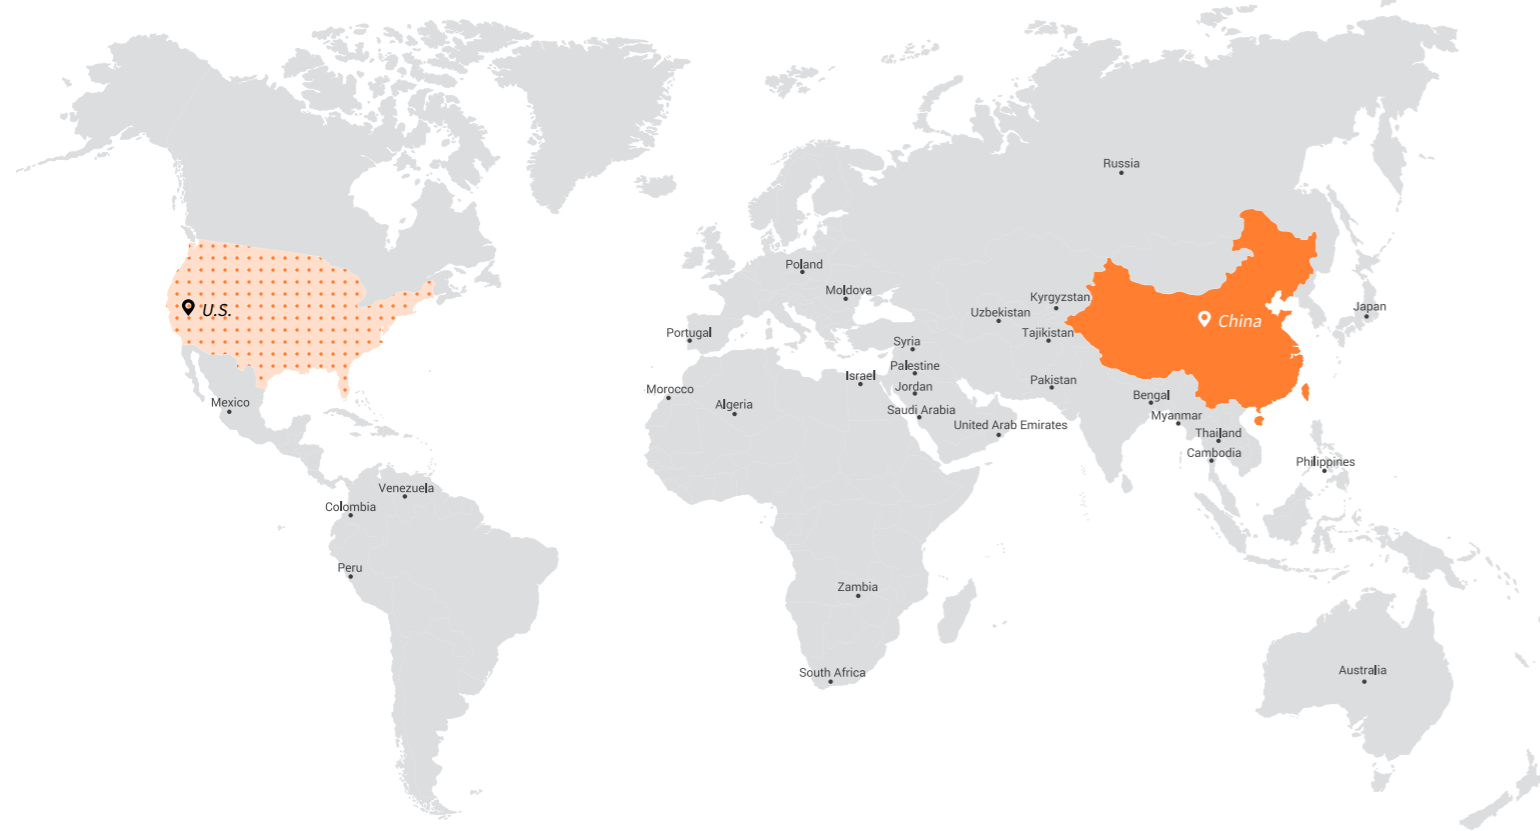 Russia
Poland
Moldova
Kyrgyzstan
Uzbekistan
Japan
U.S.
China
Portugal
Tajikistan
Syria
Palestine
Israel
Pakistan
Jordan
Morocco
Bengal
Mexico
Algeria
Saudi Arabia
Myanmar
United Arab Emirates
Thailand
Cambodia
Philippines
Venezuela
Colombia
Peru
Zambia
South Africa
Australia